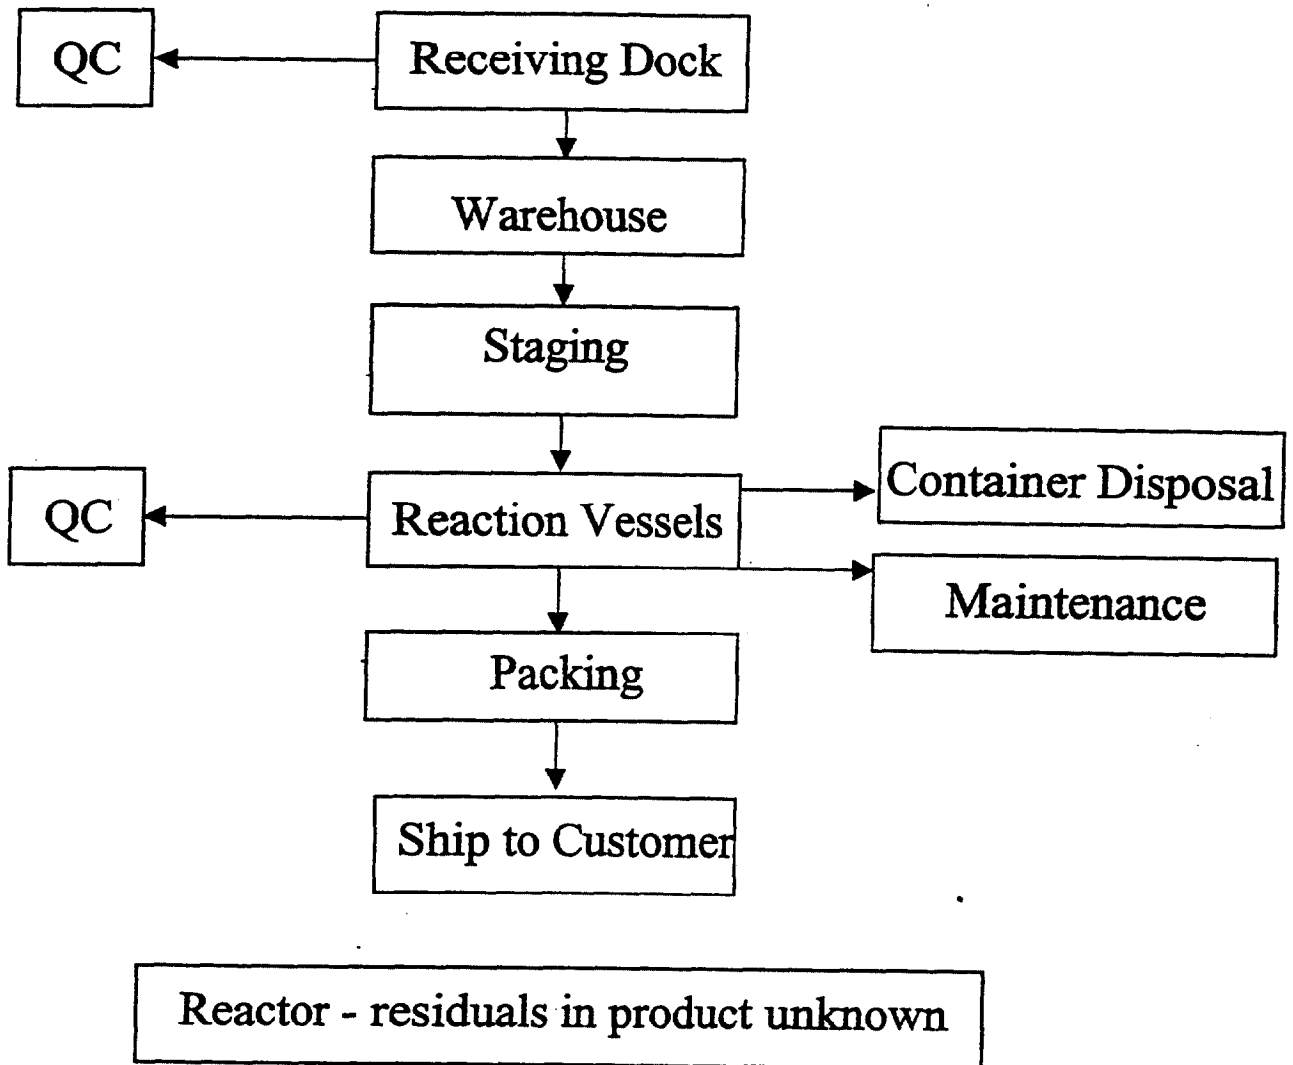 QC
Receiving Dock
Warehouse
Staging
QC
Reaction Vessels
Container Disposal
Maintenance
Packing
Ship to Customer
Reactor - residuals in product unknown